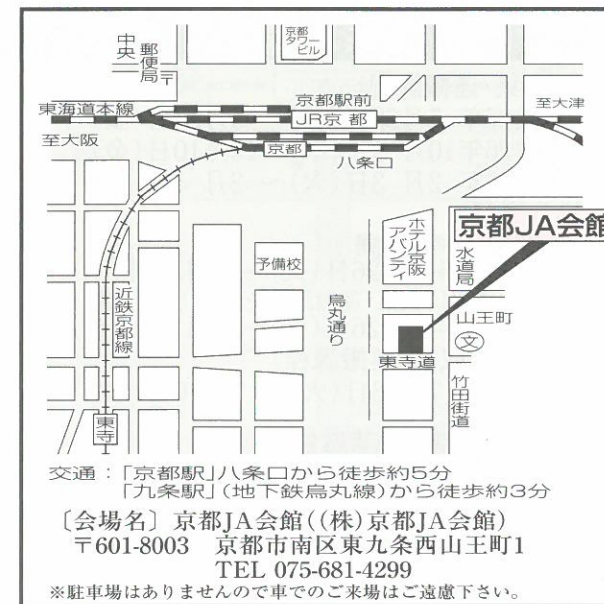 京都
タワー
ビル
中央
郵便局〒
東海道本線
京都駅前
JR京都
至大津
至大阪
京都
八条口
京都JA会館
ホテル京阪
アバンティ
水道局
予備校
烏丸通り
近鉄京都線
山王町
文
東寺道
竹田街道
東寺
交通：「京都駅」八条口から徒歩約5分
「九条駅」（地下鉄烏丸線）から徒歩約3分
〔会場名〕京都JA会館((株)京都JA会館)
〒601-8003　京都市南区東九条西山王町1
TEL 075-681-4299
※駐車場はありませんので車でのご来場はご遠慮下さい。